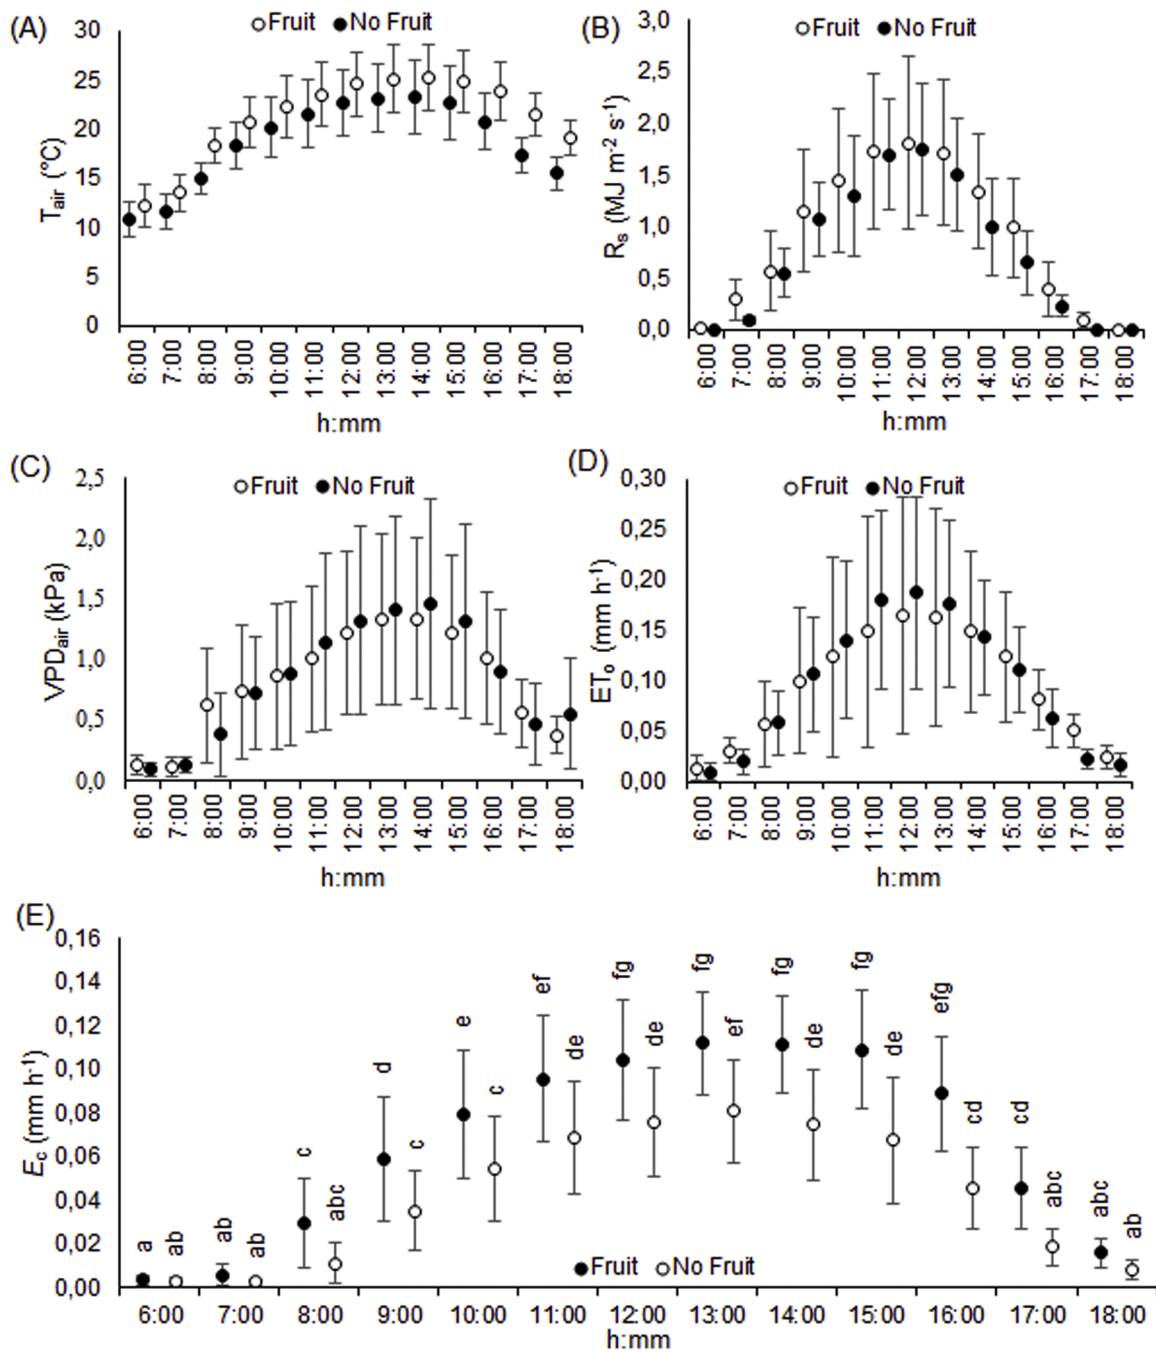 (A)
Fruit No Fruit
30
25
20
15
10
5
0
Tair (°C)
6:00 7:00 8:00 9:00 10:00 11:00 12:00 13:00 14:00 15:00 16:00 17:00 18:00
h:mm
(B)
Fruit No Fruit
3,0
2,5
2,0
1,5
1,0
0,5
0,0
Rs (MJ m-2 s-1)
6:00 7:00 8:00 9:00 10:00 11:00 12:00 13:00 14:00 15:00 16:00 17:00 18:00
h:mm
(C)
Fruit No Fruit
2,5
2,0
1,5
1,0
0,5
0,0
VPDair (kPa)
6:00 7:00 8:00 9:00 10:00 11:00 12:00 13:00 14:00 15:00 16:00 17:00 18:00
h:mm
(D)
Fruit No Fruit
0,30
0,25
0,20
0,15
0,10
0,05
0,00
ETo (mm h-1)
6:00 7:00 8:00 9:00 10:00 11:00 12:00 13:00 14:00 15:00 16:00 17:00 18:00
h:mm
(E)
0,16
0,14
0,12
0,10
0,08
0,06
0,04
0,02
0,00
Ec (mm h-1)
a ab ab ab c abc d c e c ef de fg de fg ef fg de fg de efg cd cd abc abc ab
Fruit No Fruit
6:00 7:00 8:00 9:00 10:00 11:00 12:00 13:00 14:00 15:00 16:00 17:00 18:00
h:mm